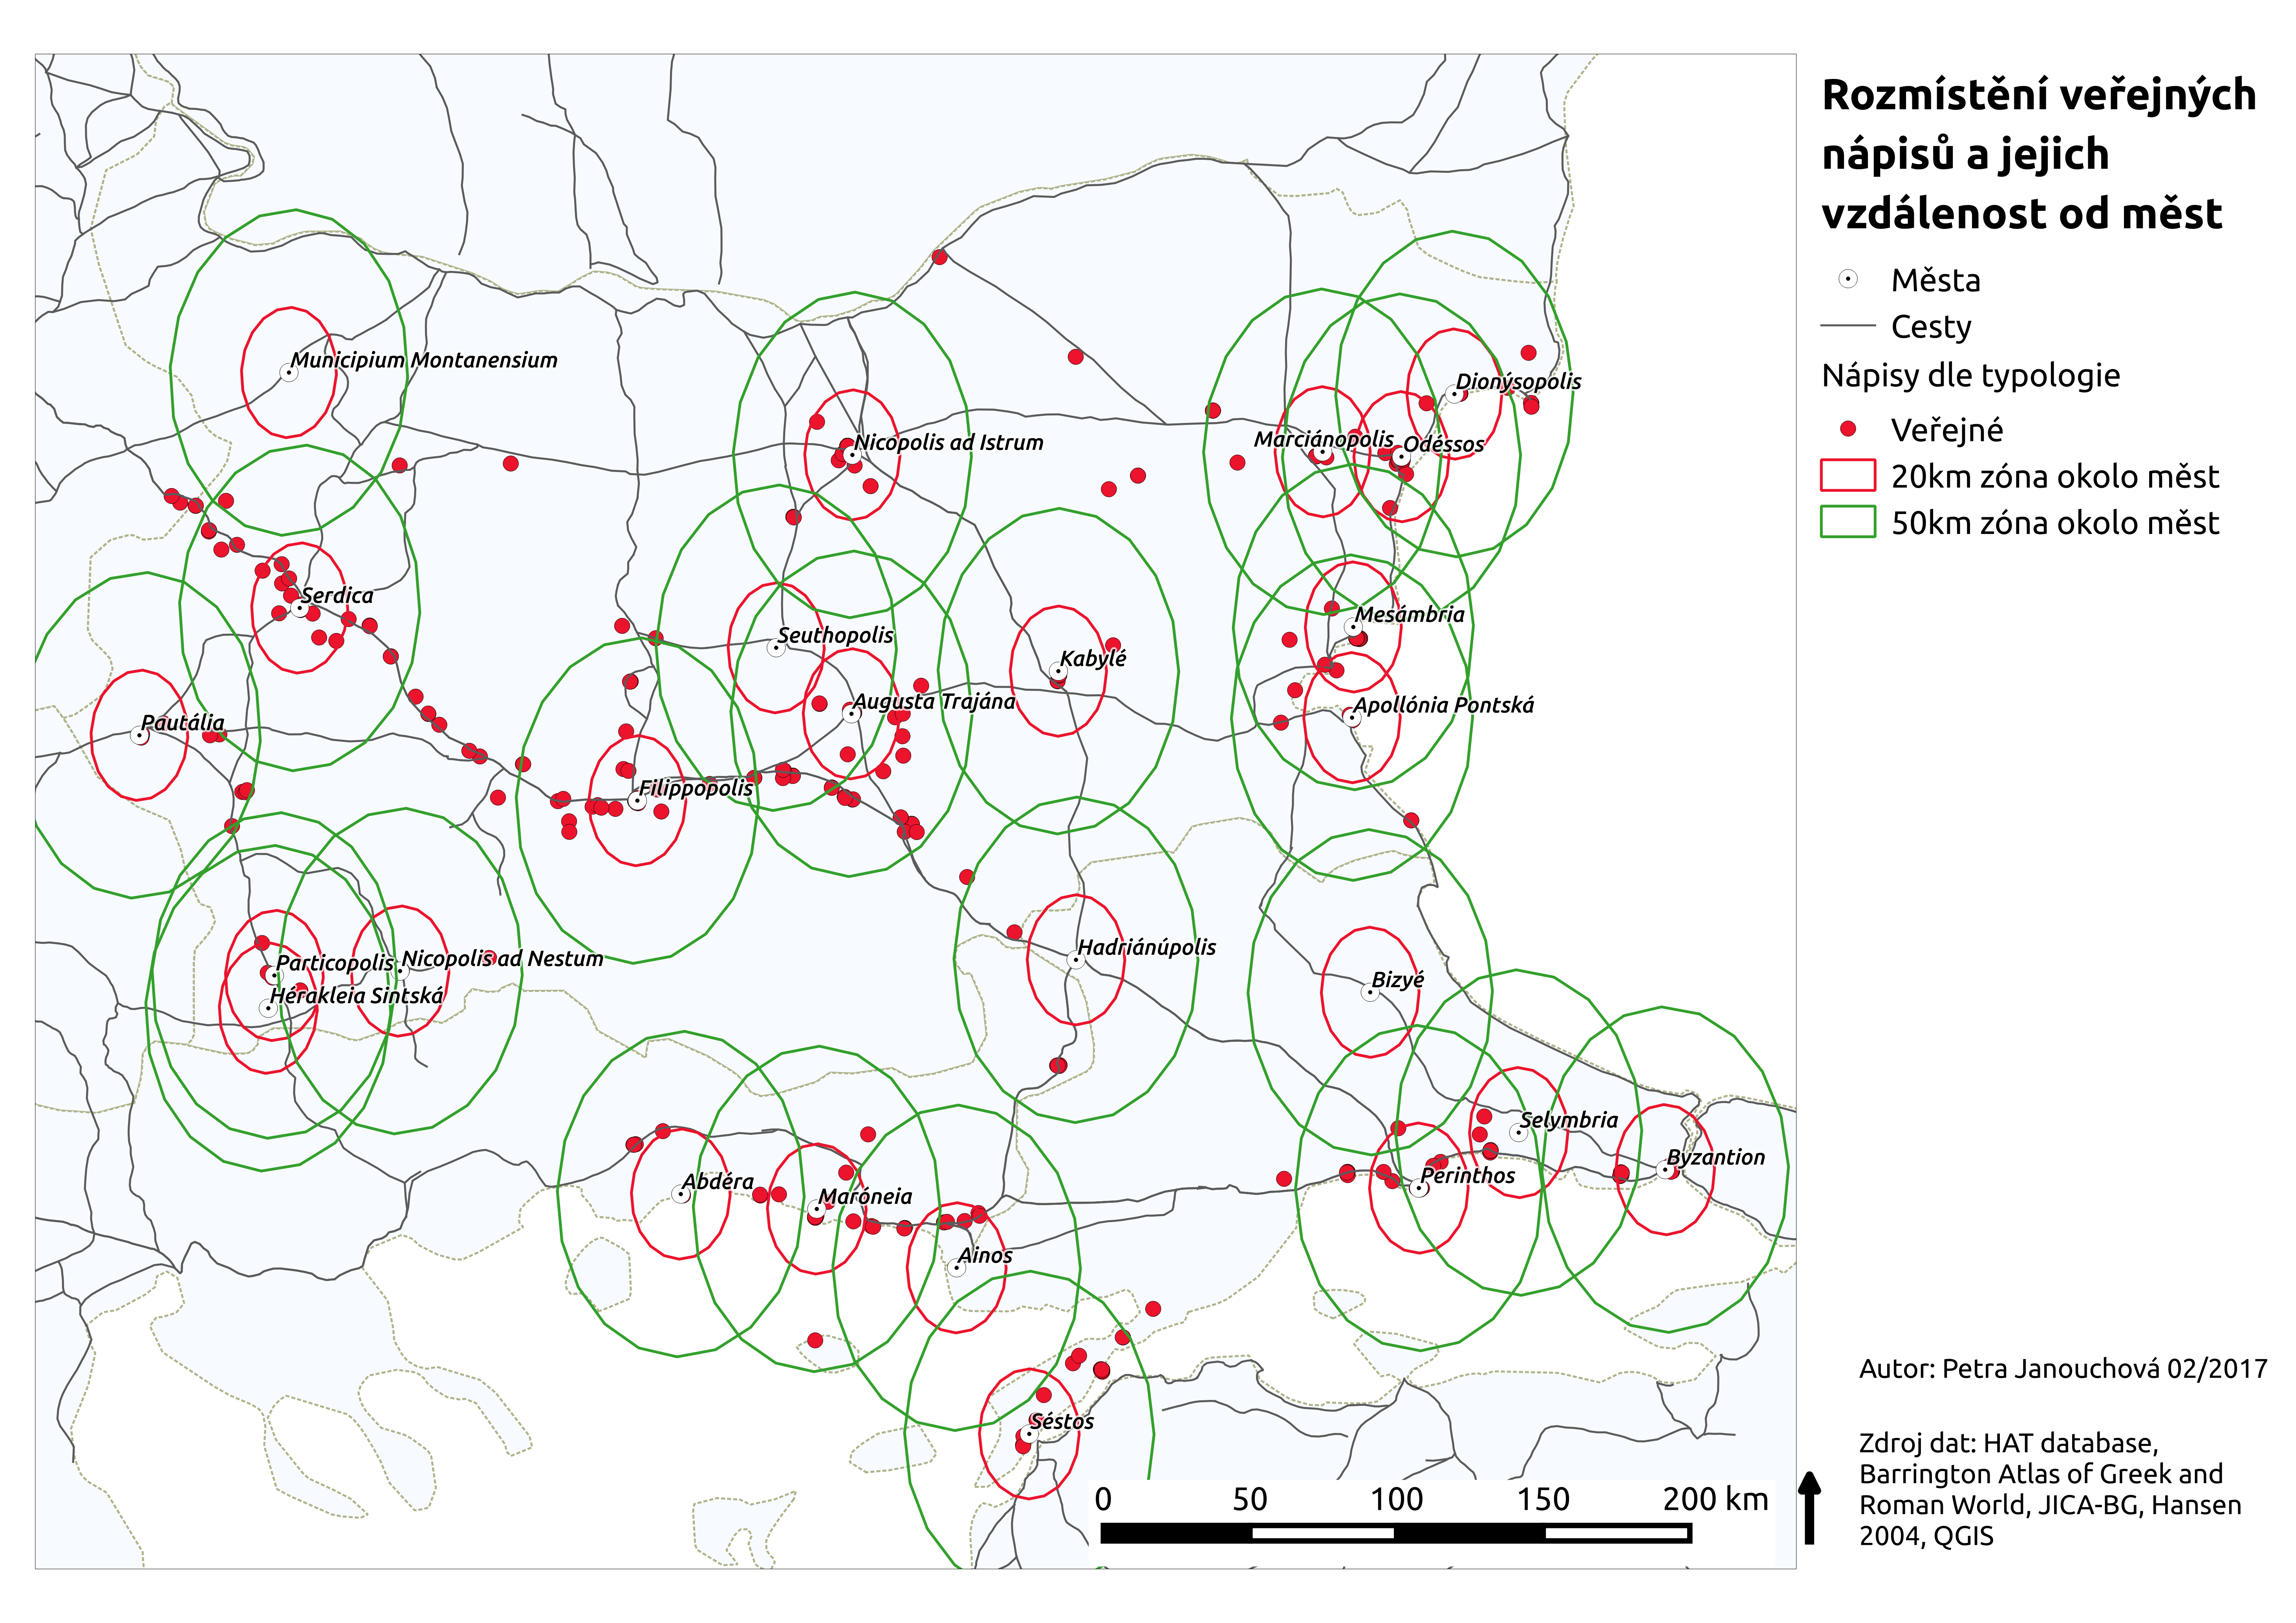 Rozmístění veřejných
nápisů a jejich
vzdálenost od měst
Města
Cesty
Nápisy dle typologie
Veřejné
20km zóna okolo měst
50km zóna okolo měst
Municipium Montanensium
Dionýsopolis
Nicopolis ad Istrum
Marciánopolis
Odéssos
Serdica
Mesámbria
Seuthopolis
Kabylé
Augusta Trajána
Apollónia Pontská
Pautália
Filippopolis
Hadriánúpolis
Particopolis
Nicopolis ad Nestum
Bizyé
Hérakleia Sintská
Selymbria
Byzantion
Abdéra
Perinthos
Maróneia
Ainos
Séstos
0 50 100 150 200 km
Autor: Petra Janouchová 02/2017
Zdroj dat: HAT database,
Barrington Atlas of Greek and
Roman World, JICA-BG, Hansen
2004, QGIS